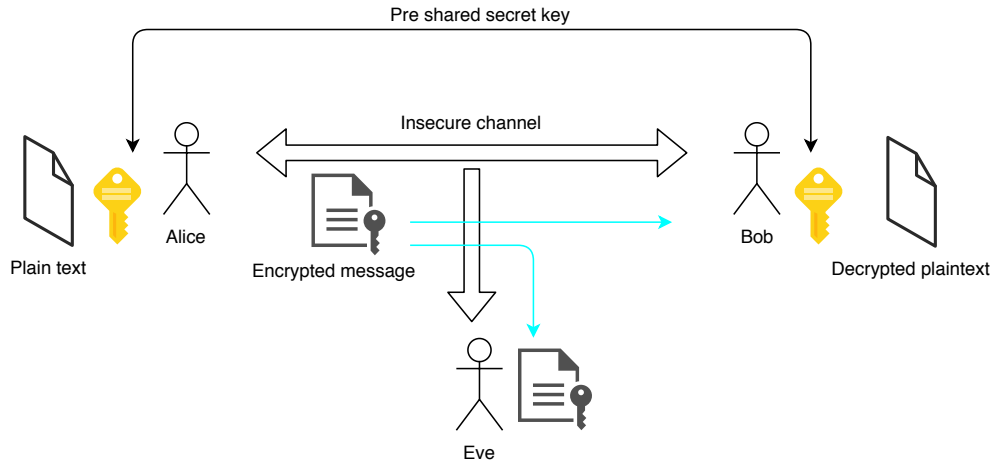 Pre shared secret key
Insecure channel
Alice
Bob
Plain text
Encrypted message
Decrypted plaintext
Eve